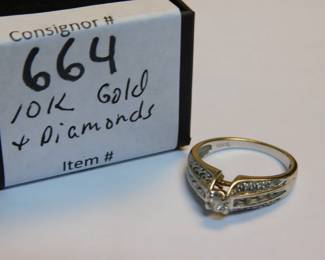 Consignor #
664
10K Gold
+ Diamonds
Item #